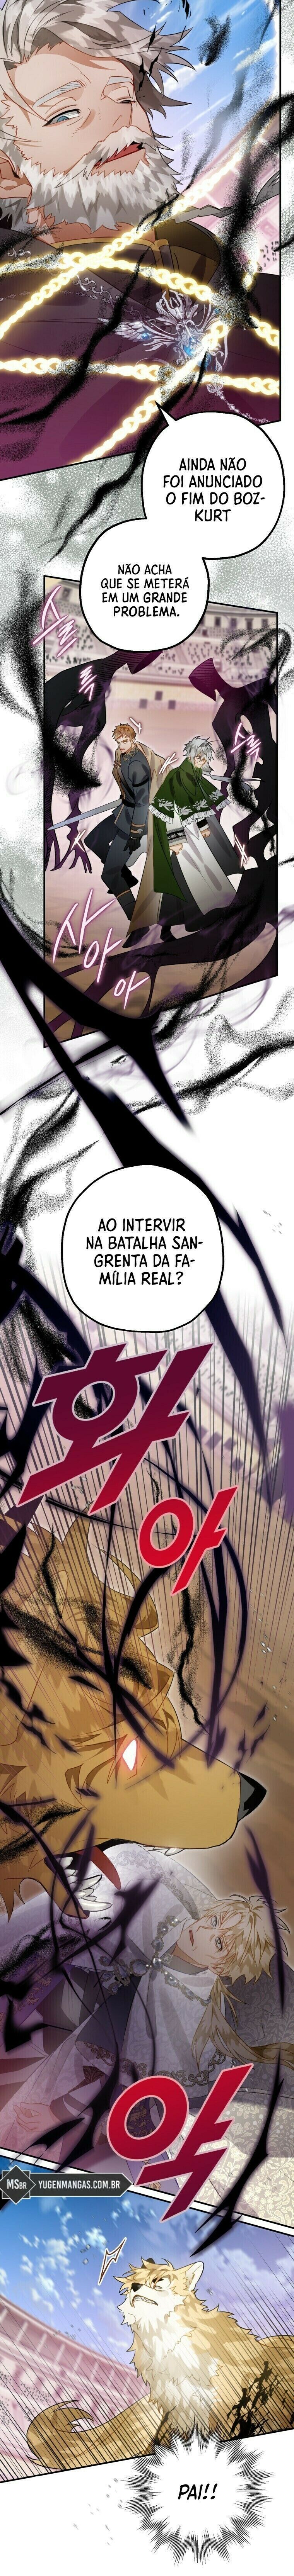 AINDA NÃO
FOI ANUNCIADO
O FIM DO BOZ-
KURT
NÃO ACHA
QUE SE METERÁ
EM UM GRANDE
PROBLEMA.
스륵
스륵
사아아
AO INTERVIR
NA BATALHA SAN-
GRENTA DA FA-
MÍLIA REAL?
화
아
악
MSBR
YUGENMANGAS.COM.BR
PAI!!